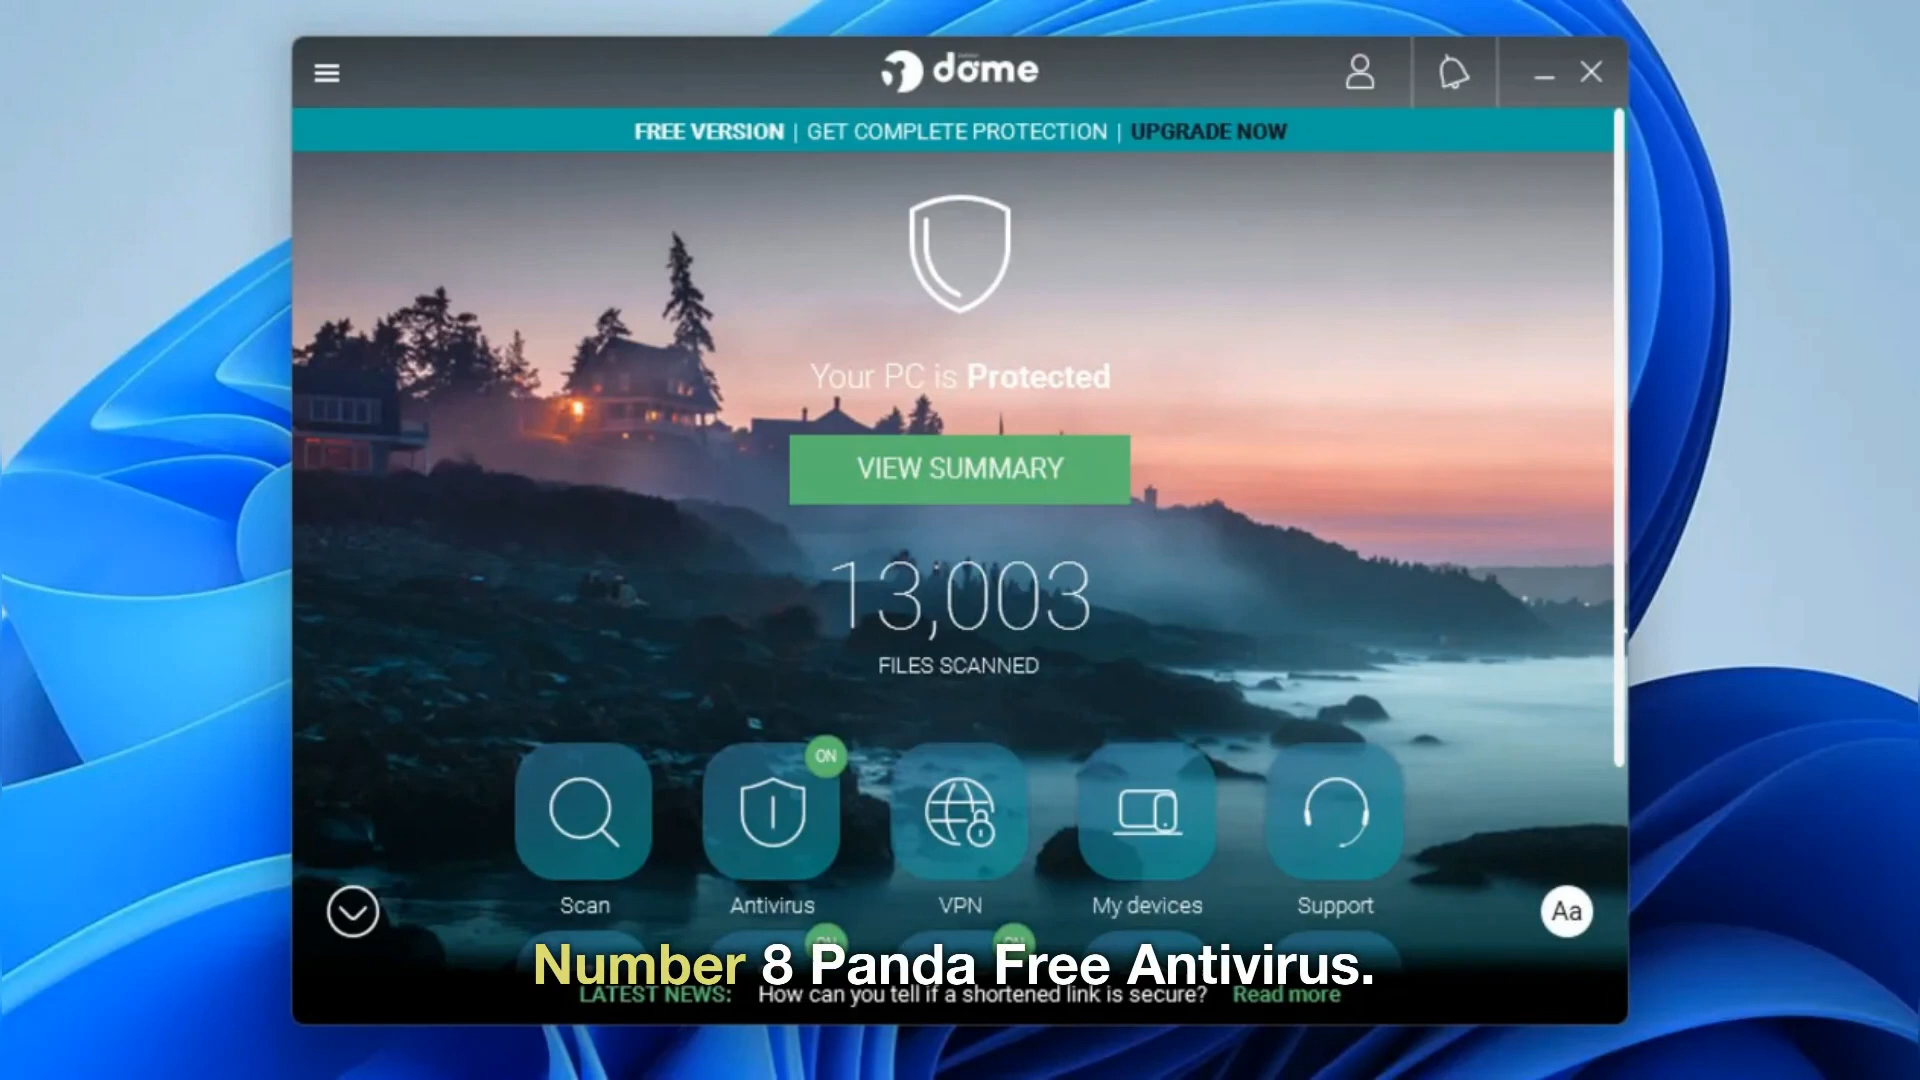 dome
FREE VERSION | GET COMPLETE PROTECTION | UPGRADE NOW
Your PC is Protected
VIEW SUMMARY
13,003
FILES SCANNED
ON
Scan
Antivirus
VPN
My devices
Support
Aa
Number 8 Panda Free Antivirus.
LATEST NEWS: How can you tell if a shortened link is secure? Read more